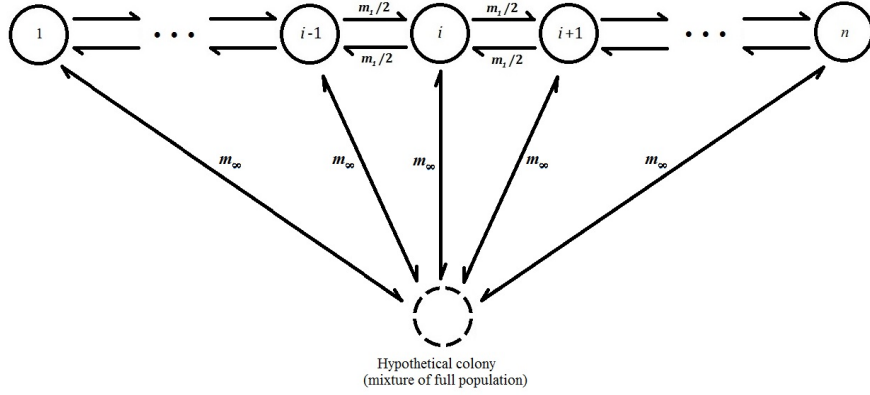 m₁/2 m₁/2
1 ... i-1 i i+1 ... n
m₁/2 m₁/2
m∞ m∞ m∞ m∞ m∞
Hypothetical colony
(mixture of full population)